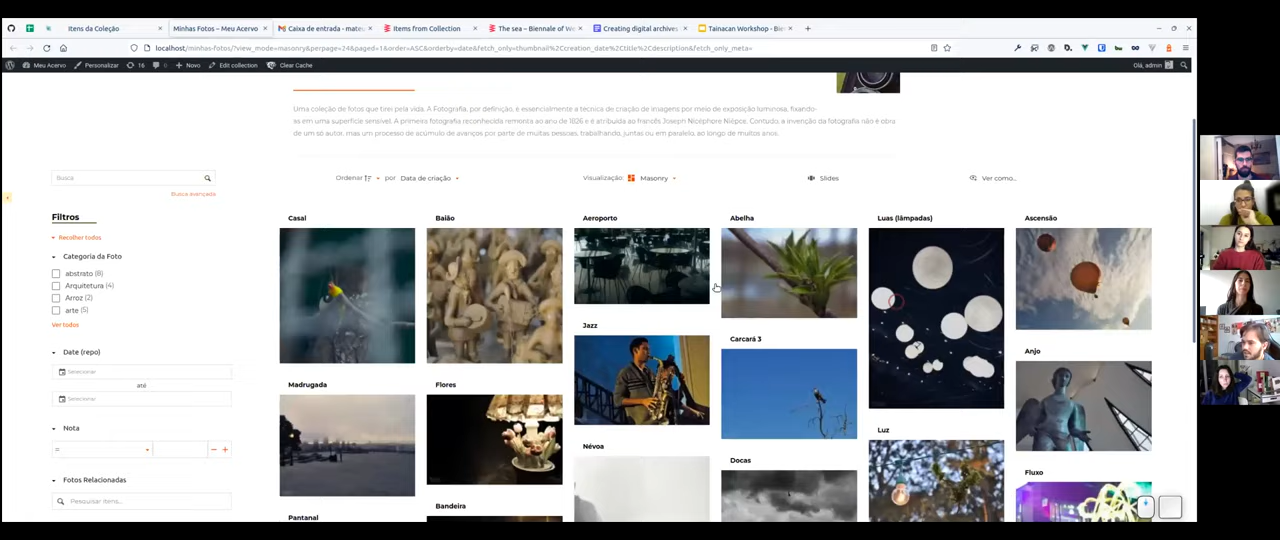 Itens da Coleção
Minhas Fotos – Meu Acervo
Caixa de entrada - mate
Items from Collection
The sea – Biennale of We
Creating digital archives
Tainacan Workshop - Bie
localhost/minhas-fotos/?view_mode=masonry&perpage=24&paged=1&order=ASC&orderby=date&fetch_only=thumbnail%2Ccreation_date%2Ctitle%2Cdescription&fetch_only_meta=
Meu Acervo
Personalizar
16
0
Novo
Edit collection
Clear Cache
Olá, admin
Uma coleção de fotos que tirei pela vida. A Fotografia, por definição, é essencialmente a técnica de criação de imagens por meio de exposição luminosa, fixando-
as em uma superfície sensível. A primeira fotografia reconhecida remonta ao ano de 1826 e é atribuída ao francês Joseph Nicéphore Niépce. Contudo, a invenção da fotografia não é obra
de um só autor, mas um processo de acúmulo de avanços por parte de muitas pessoas, trabalhando, juntas ou em paralelo, ao longo de muitos anos.
Busca
Busca avançada
Ordenar por Data de criação
Visualização: Masonry
Slides
Ver como...
Filtros
Recolher todos
Categoria da Foto
abstrato (8)
Arquitetura (4)
Arroz (2)
arte (5)
Ver todos
Date (repo)
Selecionar
até
Selecionar
Nota
=
Fotos Relacionadas
Pesquisar itens...
Casal
Baião
Aeroporto
Abelha
Luas (lâmpadas)
Ascensão
Jazz
Carcará 3
Anjo
Madrugada
Flores
Luz
Névoa
Docas
Fluxo
Bandeira
Pantanal